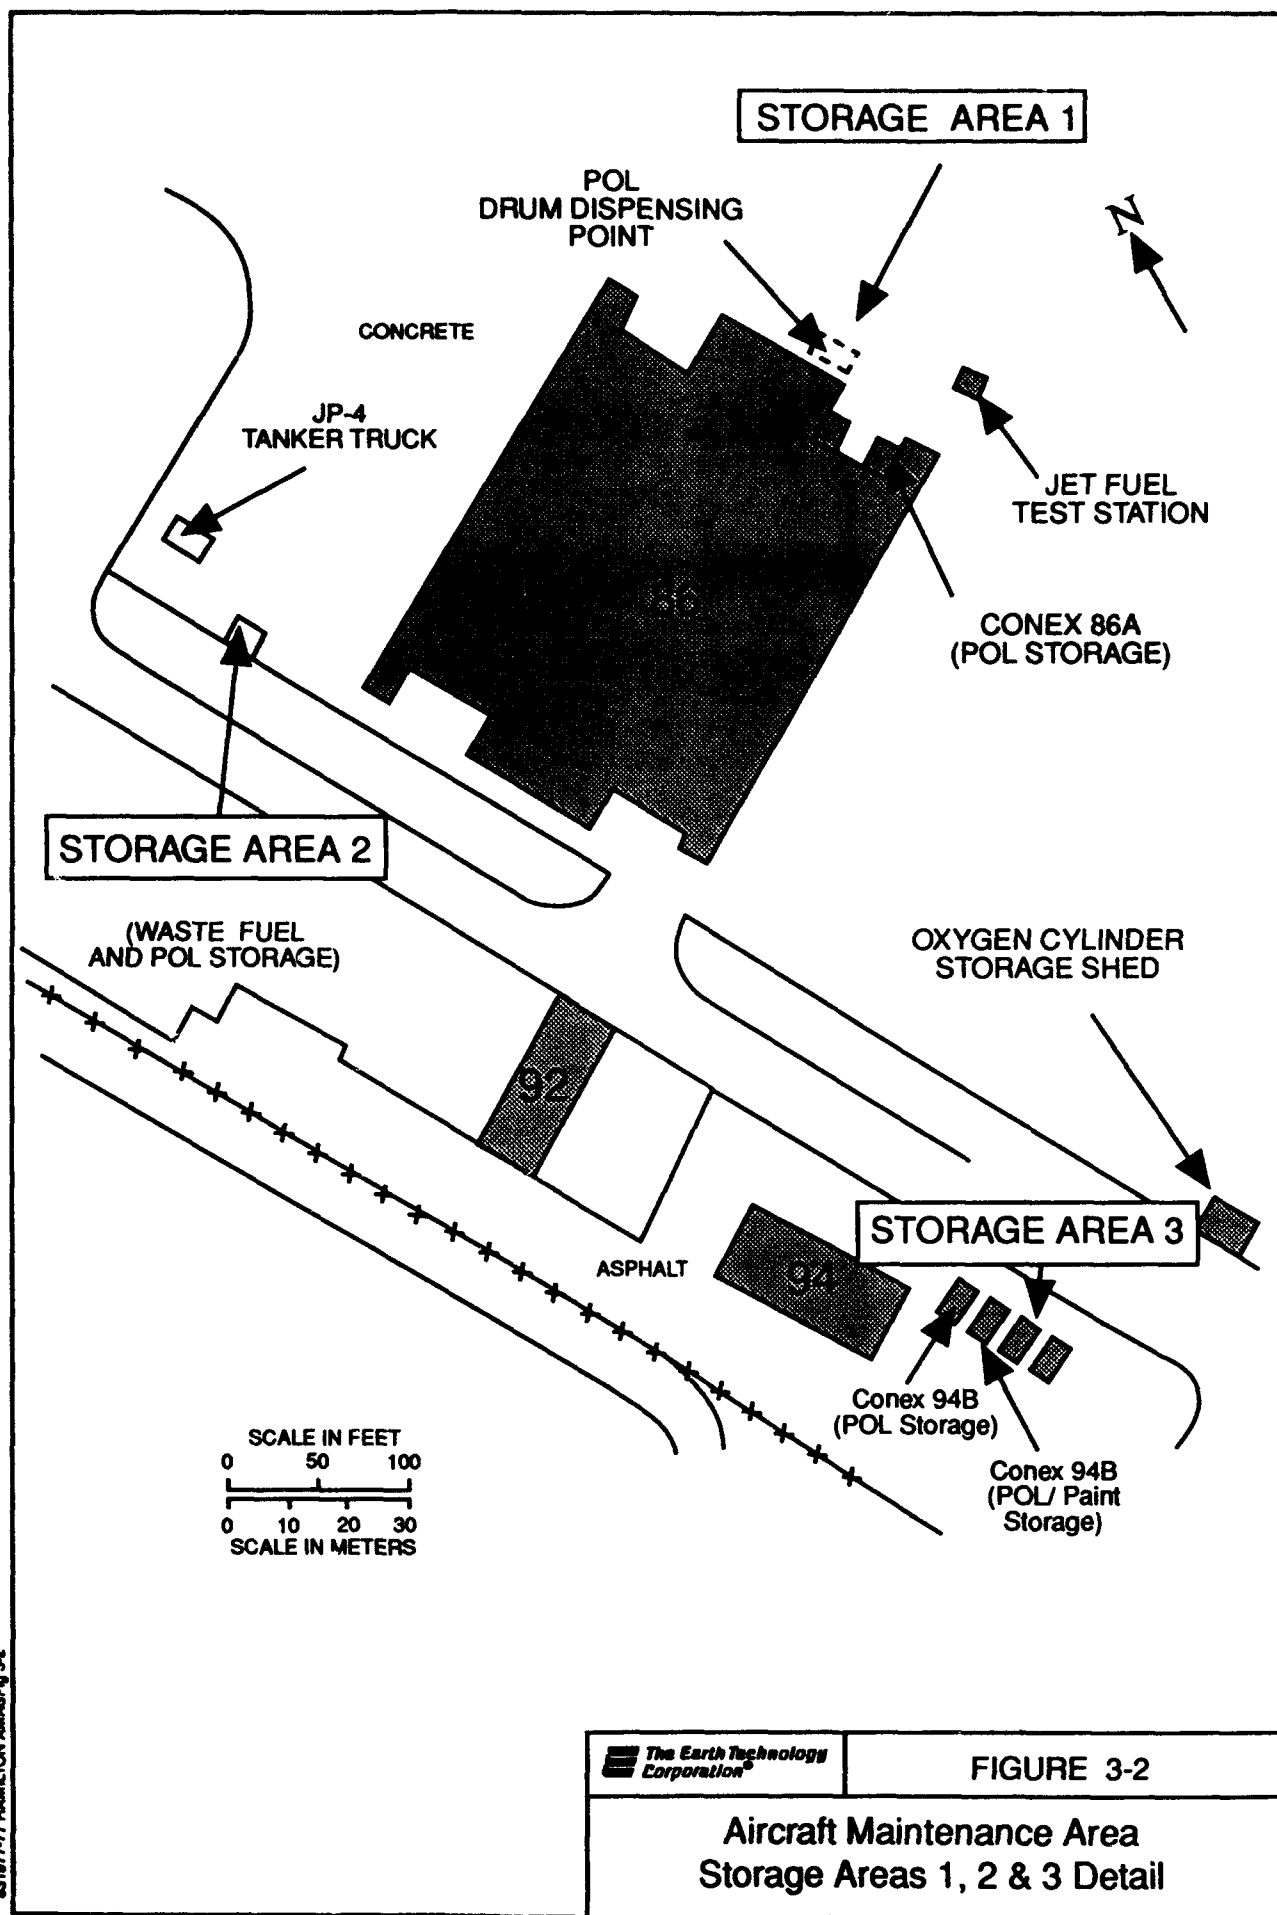 STORAGE AREA 1
POL
DRUM DISPENSING
POINT
N
CONCRETE
JP-4
TANKER TRUCK
JET FUEL
TEST STATION
86
CONEX 86A
(POL STORAGE)
STORAGE AREA 2
(WASTE FUEL
AND POL STORAGE)
OXYGEN CYLINDER
STORAGE SHED
92
STORAGE AREA 3
ASPHALT
94
Conex 94B
(POL Storage)
Conex 94B
(POL/ Paint
Storage)
SCALE IN FEET
0 50 100
0 10 20 30
SCALE IN METERS
The Earth Technology
Corporation®
FIGURE 3-2
Aircraft Maintenance Area
Storage Areas 1, 2 & 3 Detail